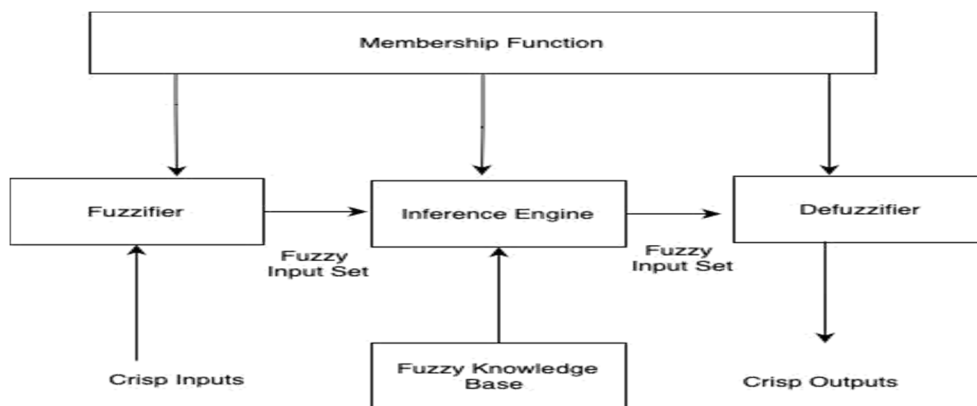 Membership Function
Fuzzifier
Inference Engine
Defuzzifier
Fuzzy
Input Set
Fuzzy
Input Set
Crisp Inputs
Fuzzy Knowledge
Base
Crisp Outputs